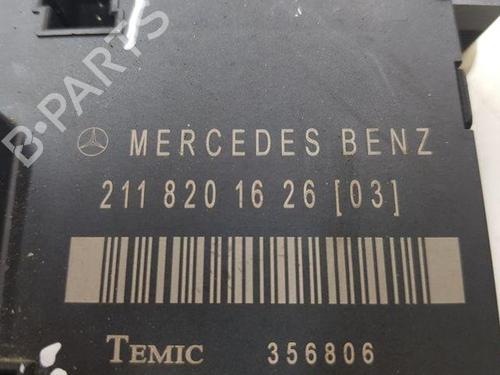 B-PARTS
MERCEDES BENZ
211 820 16 26 [03]
TEMIC 356806